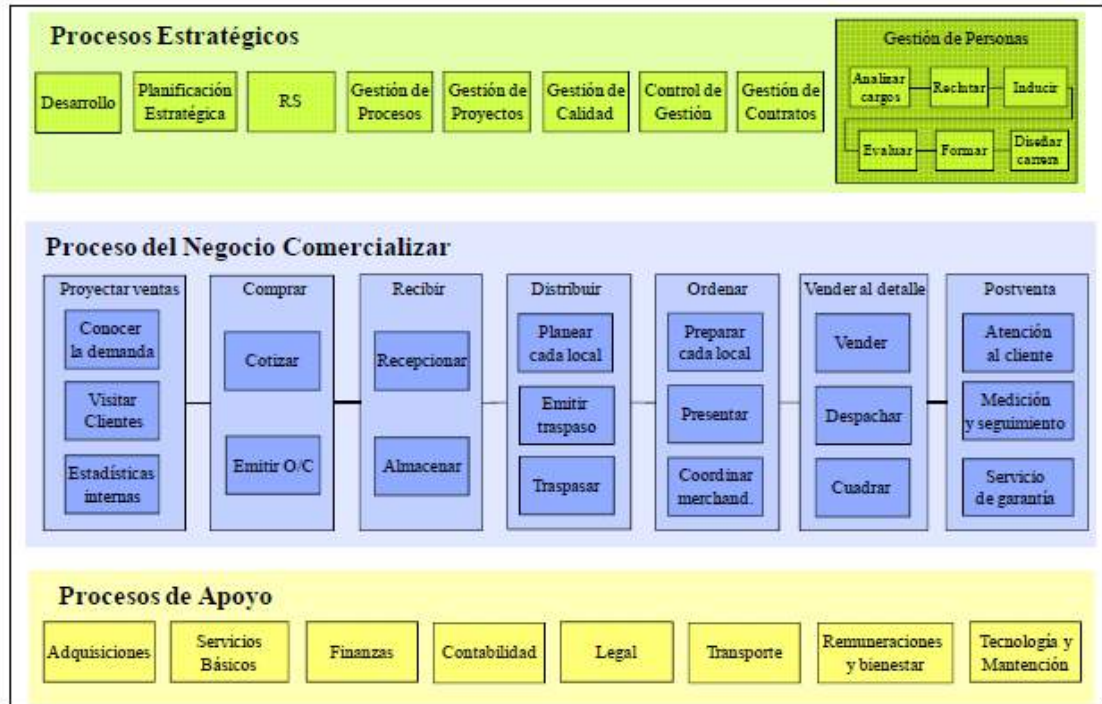 Procesos Estratégicos
Desarrollo
Planificación
Estratégica
RS
Gestión de
Procesos
Gestión de
Proyectos
Gestión de
Calidad
Control de
Gestión
Gestión de
Contratos
Gestión de Personas
Analizar
cargos
Reclutar
Inducir
Evaluar
Formar
Diseñar
carrera
Proceso del Negocio Comercializar
Proyectar ventas
Conocer
la demanda
Visitar
Clientes
Estadísticas
internas
Comprar
Cotizar
Emitir O/C
Recibir
Recepcionar
Almacenar
Distribuir
Planear
cada local
Emitir
traspaso
Traspasar
Ordenar
Preparar
cada local
Presentar
Coordinar
merchand.
Vender al detalle
Vender
Despachar
Cuadrar
Postventa
Atención
al cliente
Medición
y seguimiento
Servicio
de garantía
Procesos de Apoyo
Adquisiciones
Servicios
Básicos
Finanzas
Contabilidad
Legal
Transporte
Remuneraciones
y bienestar
Tecnología y
Mantención